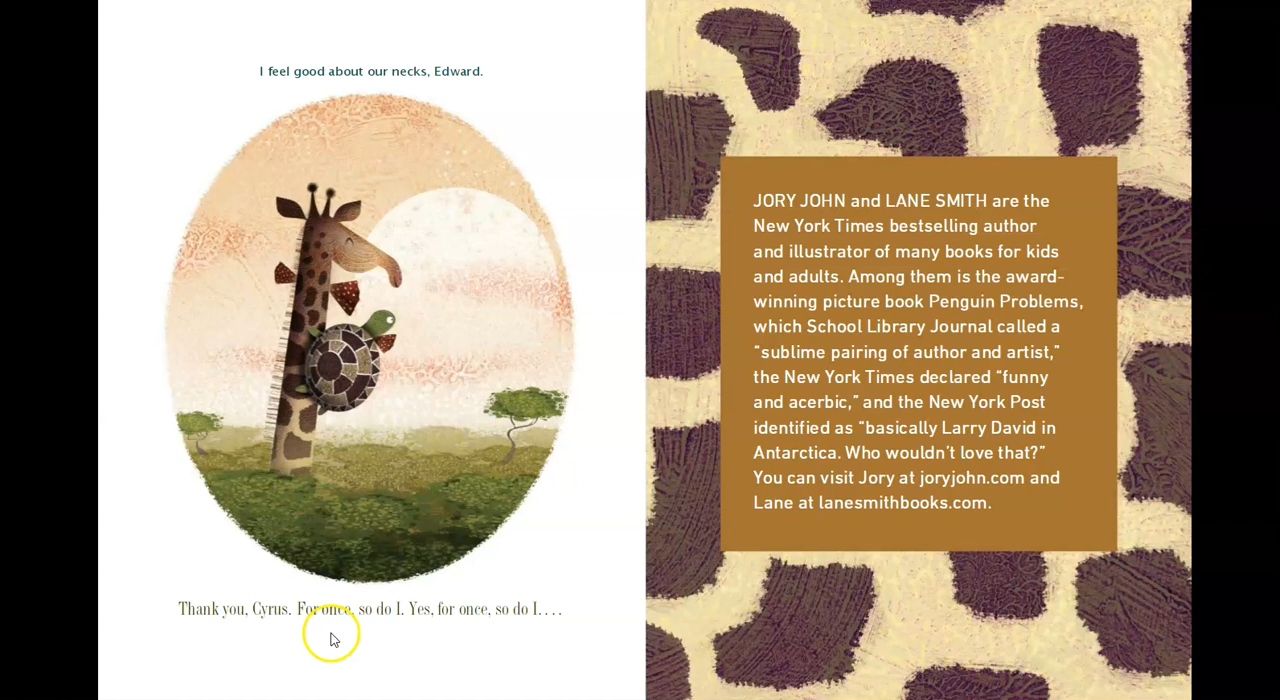 I feel good about our necks, Edward.
Thank you, Cyrus. For once, so do I. Yes, for once, so do I. . . .
JORY JOHN and LANE SMITH are the
New York Times bestselling author
and illustrator of many books for kids
and adults. Among them is the award-
winning picture book Penguin Problems,
which School Library Journal called a
“sublime pairing of author and artist,”
the New York Times declared “funny
and acerbic,” and the New York Post
identified as “basically Larry David in
Antarctica. Who wouldn’t love that?”
You can visit Jory at joryjohn.com and
Lane at lanesmithbooks.com.